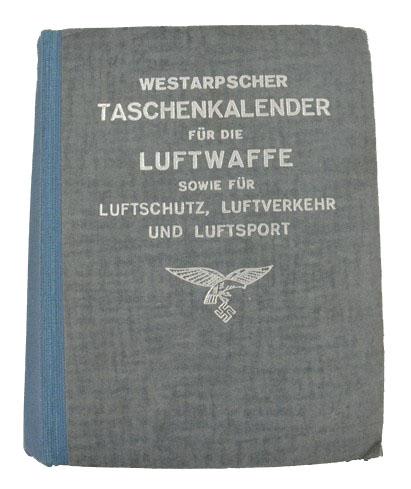 WESTARPSCHER
TASCHENKALENDER
FÜR DIE
LUFTWAFFE
SOWIE FÜR
LUFTSCHUTZ, LUFTVERKEHR
UND LUFTSPORT